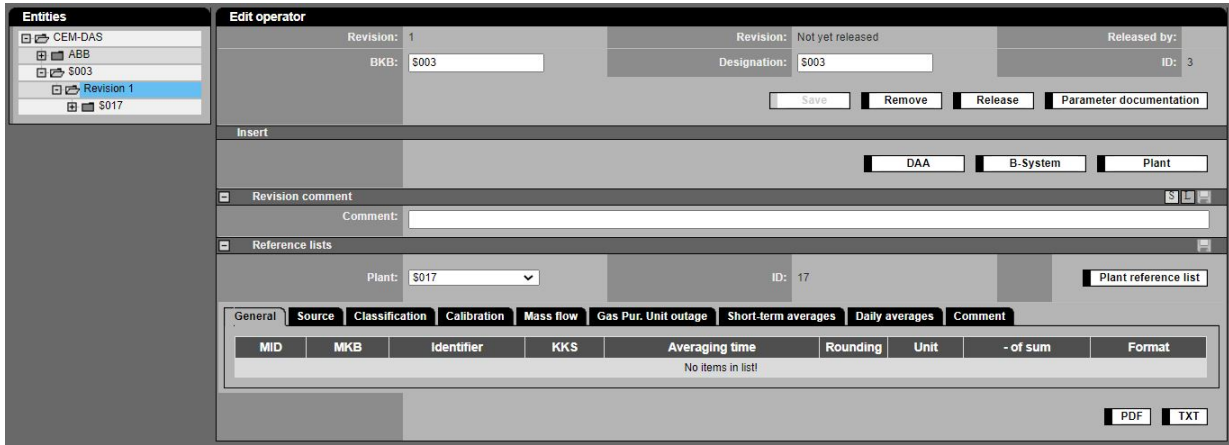 Entities
CEM-DAS
ABB
$003
Revision 1
$017
Edit operator
Revision: 1 Revision: Not yet released Released by:
BKB: $003 Designation: $003 ID: 3
Save Remove Release Parameter documentation
Insert
DAA B-System Plant
Revision comment S L
Comment:
Reference lists
Plant: $017 ID: 17 Plant reference list
General Source Classification Calibration Mass flow Gas Pur. Unit outage Short-term averages Daily averages Comment
MID MKB Identifier KKS Averaging time Rounding Unit - of sum Format
No items in list!
PDF TXT